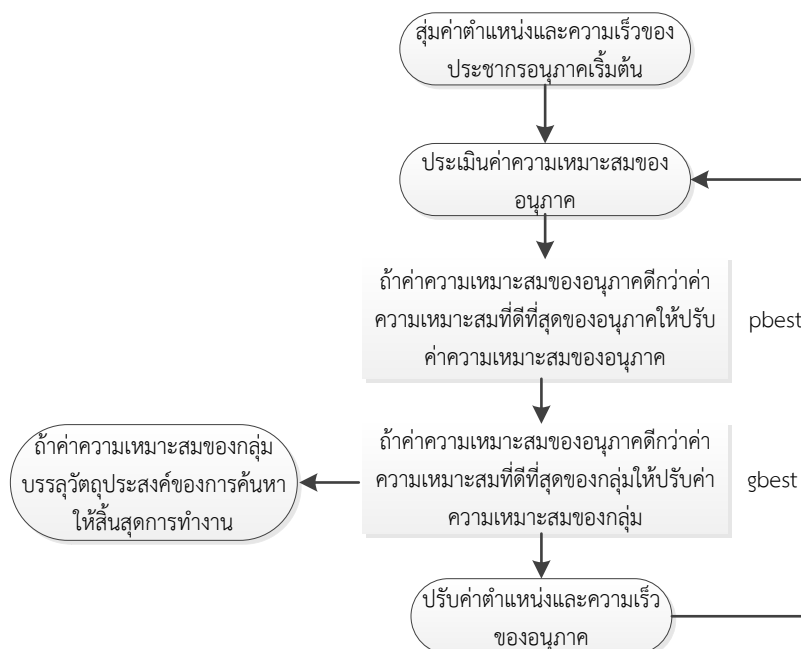 สุ่มค่าตำแหน่งและความเร็วของ
ประชากรอนุภาคเริ่มต้น
ประเมินค่าความเหมาะสมของ
อนุภาค
ถ้าค่าความเหมาะสมของอนุภาคดีกว่าค่า
ความเหมาะสมที่ดีที่สุดของอนุภาคให้ปรับ
ค่าความเหมาะสมของอนุภาค
pbest
ถ้าค่าความเหมาะสมของกลุ่ม
บรรลุวัตถุประสงค์ของการค้นหา
ให้สิ้นสุดการทำงาน
ถ้าค่าความเหมาะสมของอนุภาคดีกว่าค่า
ความเหมาะสมที่ดีที่สุดของกลุ่มให้ปรับค่า
ความเหมาะสมของกลุ่ม
gbest
ปรับค่าตำแหน่งและความเร็ว
ของอนุภาค